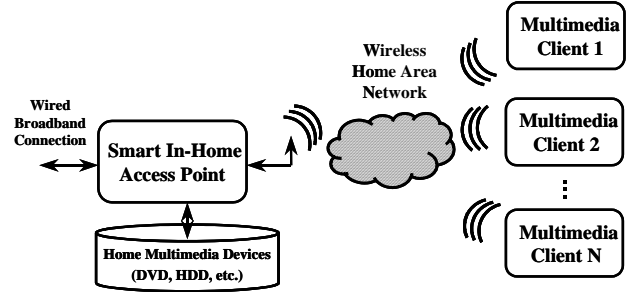 Multimedia
Client 1
Wireless
Home Area
Network
Wired
Broadband
Connection
Smart In-Home
Access Point
Multimedia
Client 2
Home Multimedia Devices
(DVD, HDD, etc.)
Multimedia
Client N